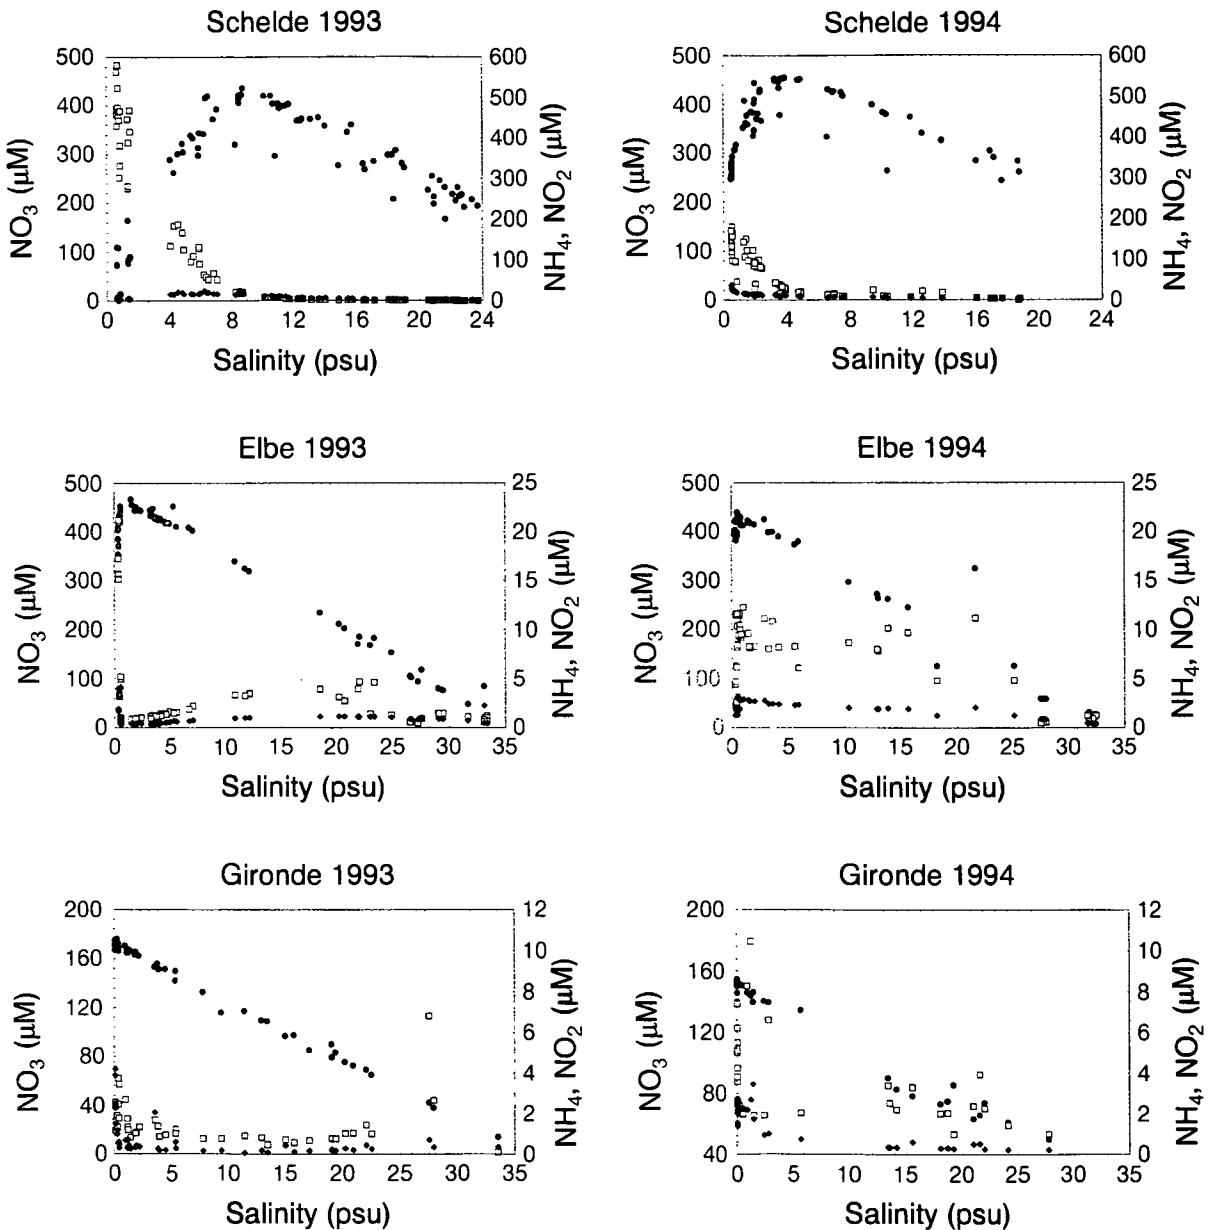 Schelde 1993
500
400
300
200
100
0
NO3 (μM)
600
500
400
300
200
100
0
NH4, NO2 (μM)
0 4 8 12 16 20 24
Salinity (psu)
Schelde 1994
500
400
300
200
100
0
NO3 (μM)
600
500
400
300
200
100
0
NH4, NO2 (μM)
0 4 8 12 16 20 24
Salinity (psu)
Elbe 1993
500
400
300
200
100
0
NO3 (μM)
25
20
15
10
5
0
NH4, NO2 (μM)
0 5 10 15 20 25 30 35
Salinity (psu)
Elbe 1994
500
400
300
200
100
0
NO3 (μM)
25
20
15
10
5
0
NH4, NO2 (μM)
0 5 10 15 20 25 30 35
Salinity (psu)
Gironde 1993
200
160
120
80
40
0
NO3 (μM)
12
10
8
6
4
2
0
NH4, NO2 (μM)
0 5 10 15 20 25 30 35
Salinity (psu)
Gironde 1994
200
160
120
80
40
NO3 (μM)
12
10
8
6
4
2
0
NH4, NO2 (μM)
0 5 10 15 20 25 30 35
Salinity (psu)